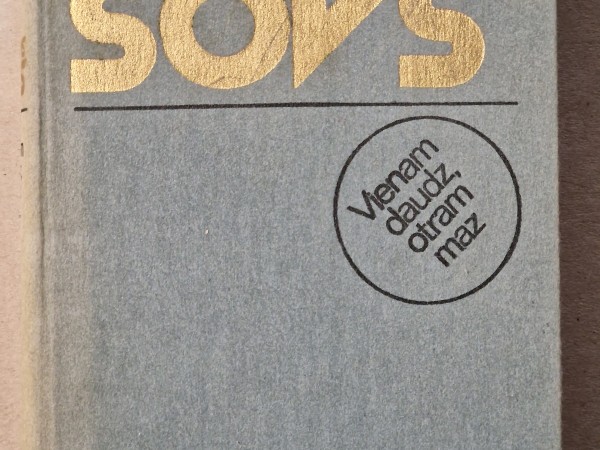 SOVS
Vienam
daudz,
otram
maz